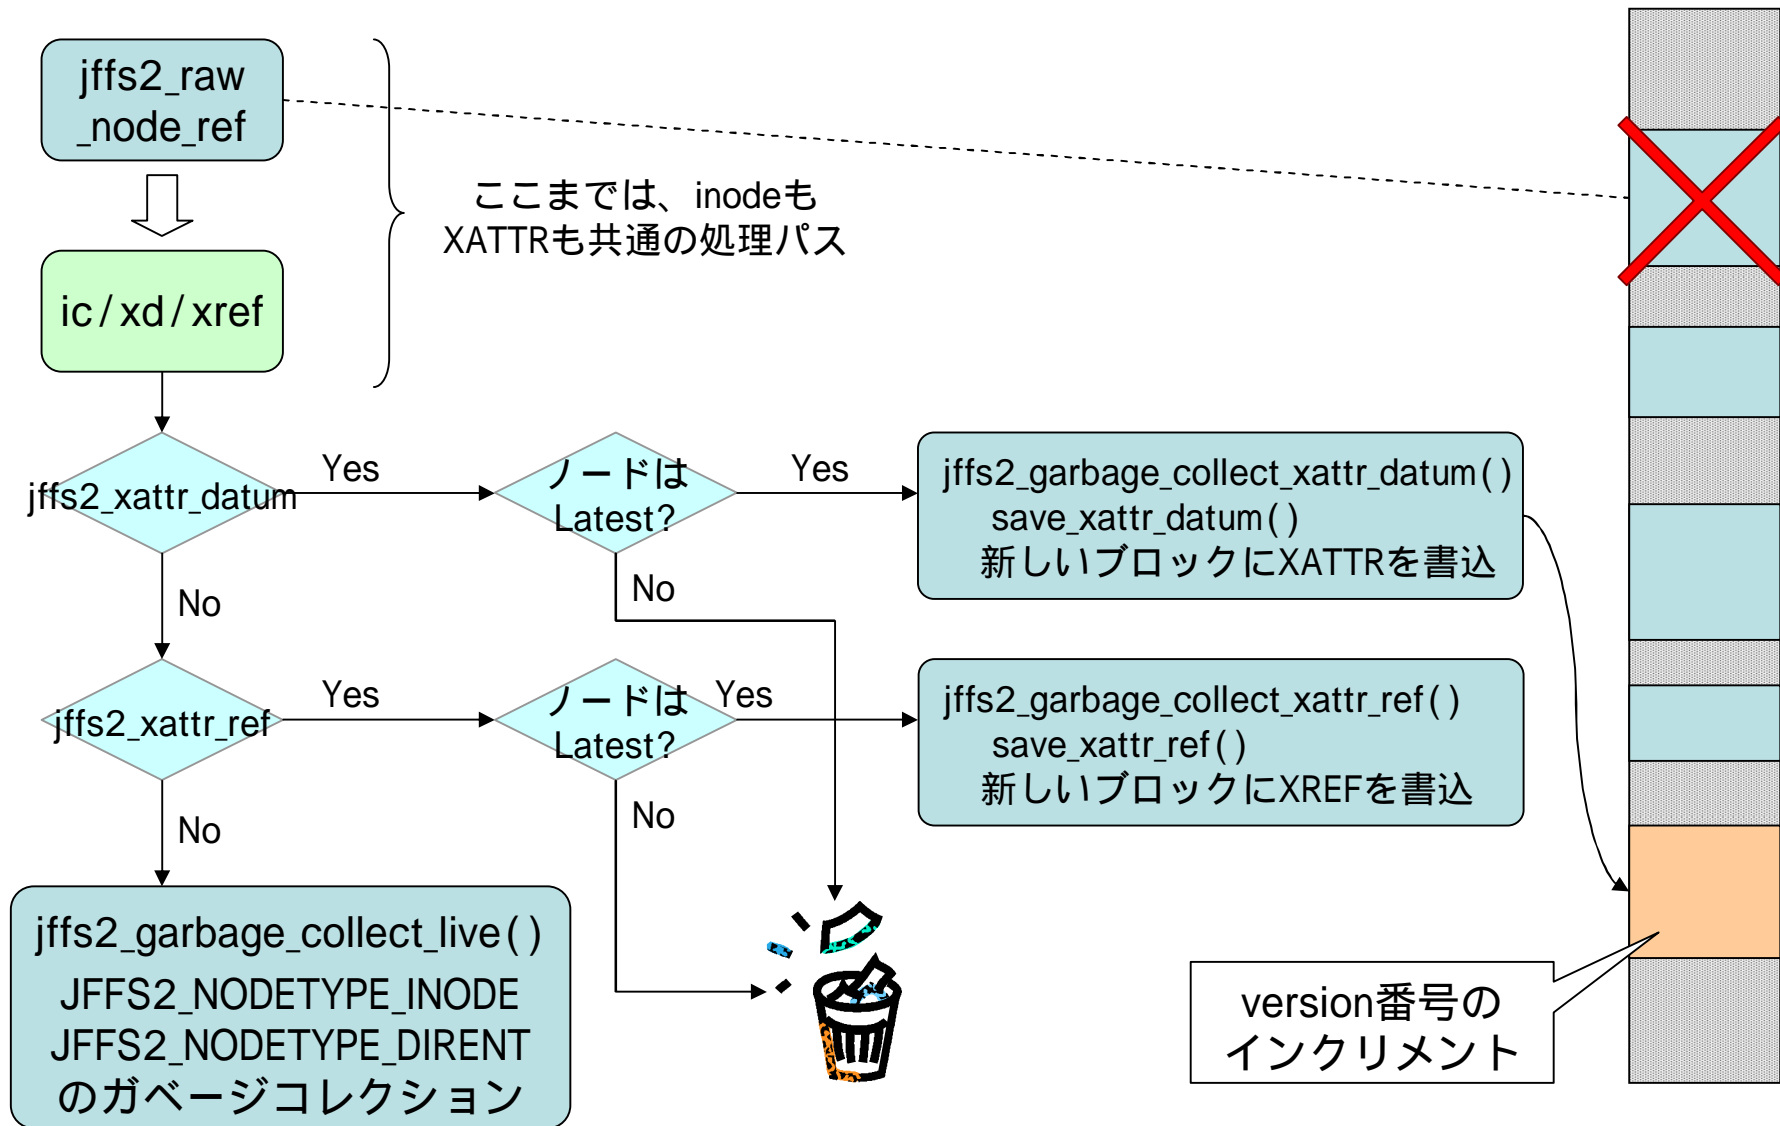 jffs2_raw
_node_ref
ここまでは、inodeも
XATTRも共通の処理パス
ic/xd/xref
jffs2_xattr_datum
Yes
ノードは
Latest?
Yes
jffs2_garbage_collect_xattr_datum()
save_xattr_datum()
新しいブロックにXATTRを書込
No
No
jffs2_xattr_ref
Yes
ノードは
Latest?
Yes
jffs2_garbage_collect_xattr_ref()
save_xattr_ref()
新しいブロックにXREFを書込
No
No
jffs2_garbage_collect_live()
JFFS2_NODETYPE_INODE
JFFS2_NODETYPE_DIRENT
のガベージコレクション
version番号の
インクリメント